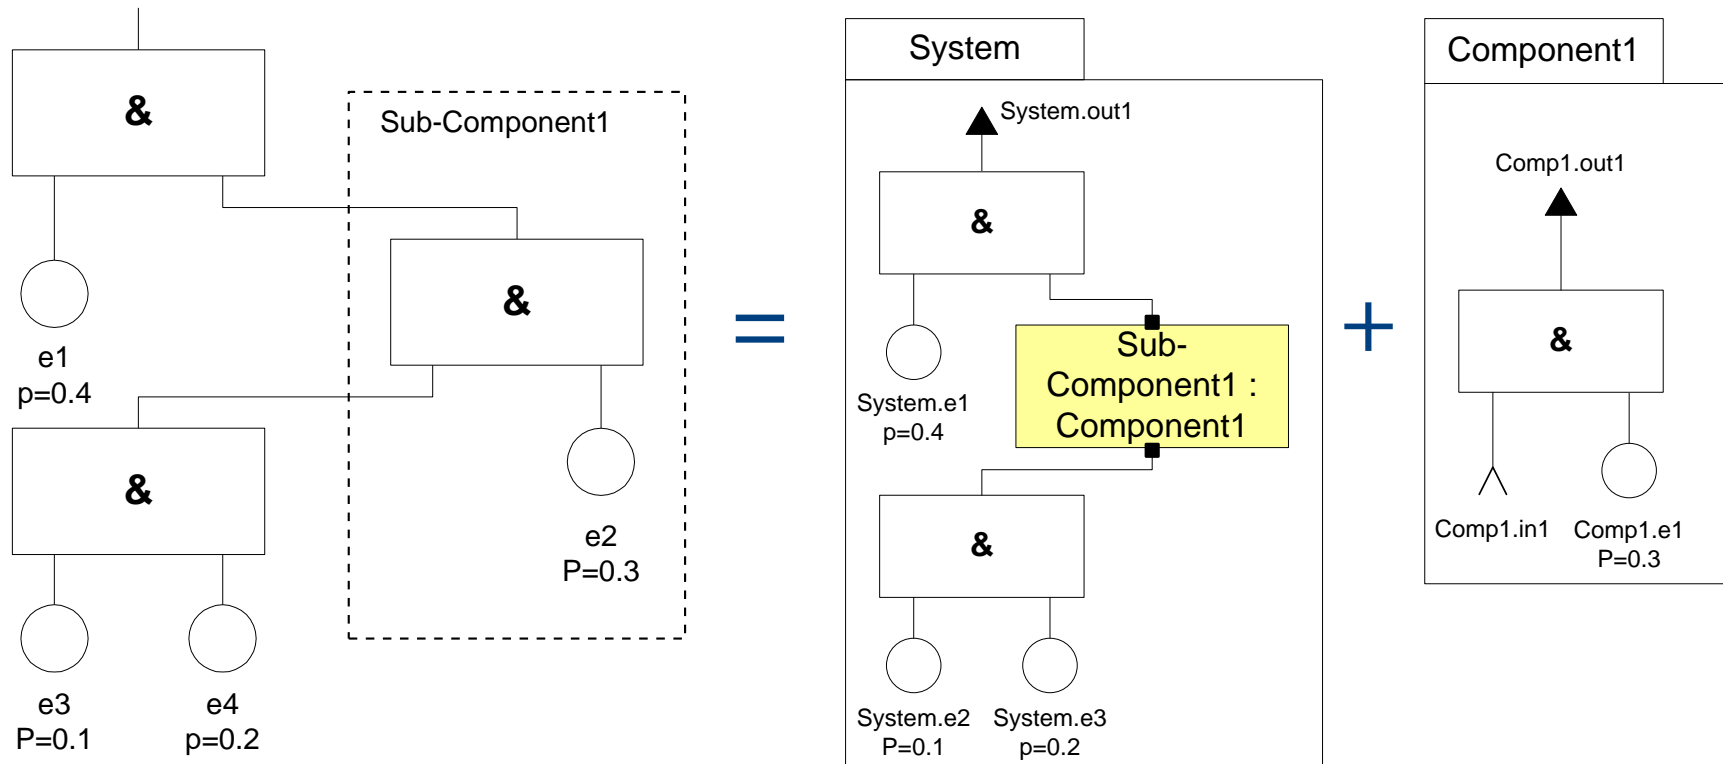 &
Sub-Component1
&
e1
p=0.4
&
e2
P=0.3
e3
P=0.1
e4
p=0.2
=
System
System.out1
&
Sub-
Component1 :
Component1
System.e1
p=0.4
&
System.e2
P=0.1
System.e3
p=0.2
+
Component1
Comp1.out1
&
Comp1.in1
Comp1.e1
P=0.3